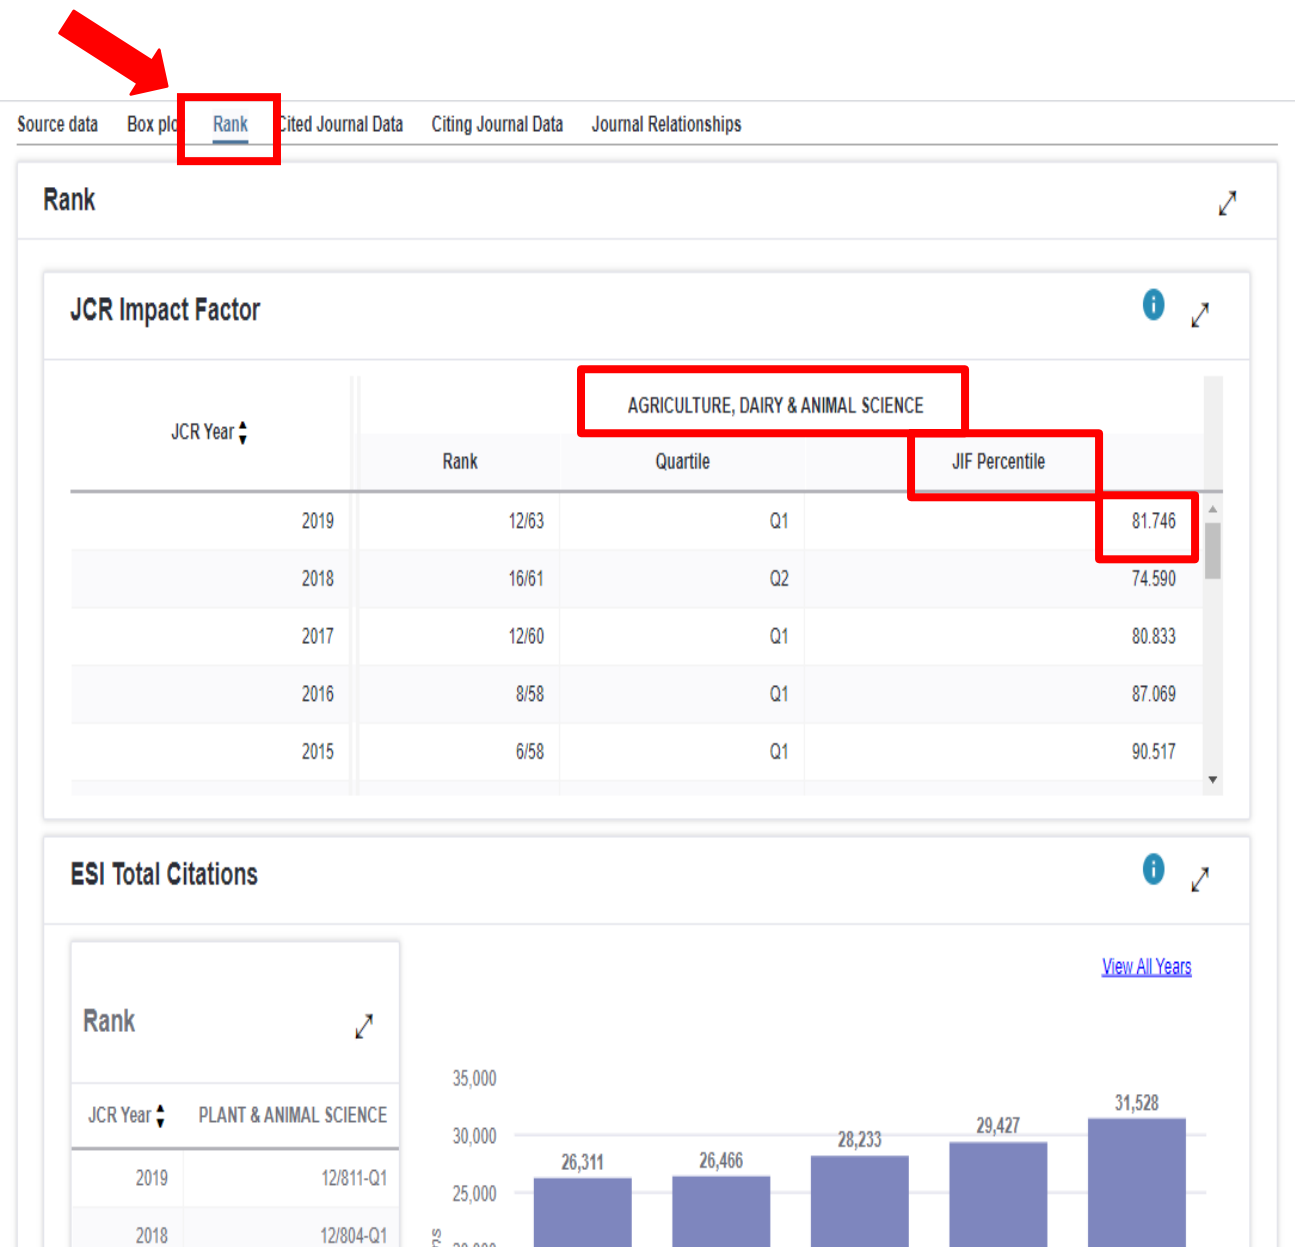 Source data Box plo Rank Cited Journal Data Citing Journal Data Journal Relationships
Rank
JCR Impact Factor
AGRICULTURE, DAIRY & ANIMAL SCIENCE
JCR Year
Rank Quartile JIF Percentile
2019 12/63 Q1 81.746
2018 16/61 Q2 74.590
2017 12/60 Q1 80.833
2016 8/58 Q1 87.069
2015 6/58 Q1 90.517
ESI Total Citations
View All Years
Rank
JCR Year PLANT & ANIMAL SCIENCE
2019 12/811-Q1
2018 12/804-Q1
35,000
30,000
25,000
26,311 26,466 28,233 29,427 31,528